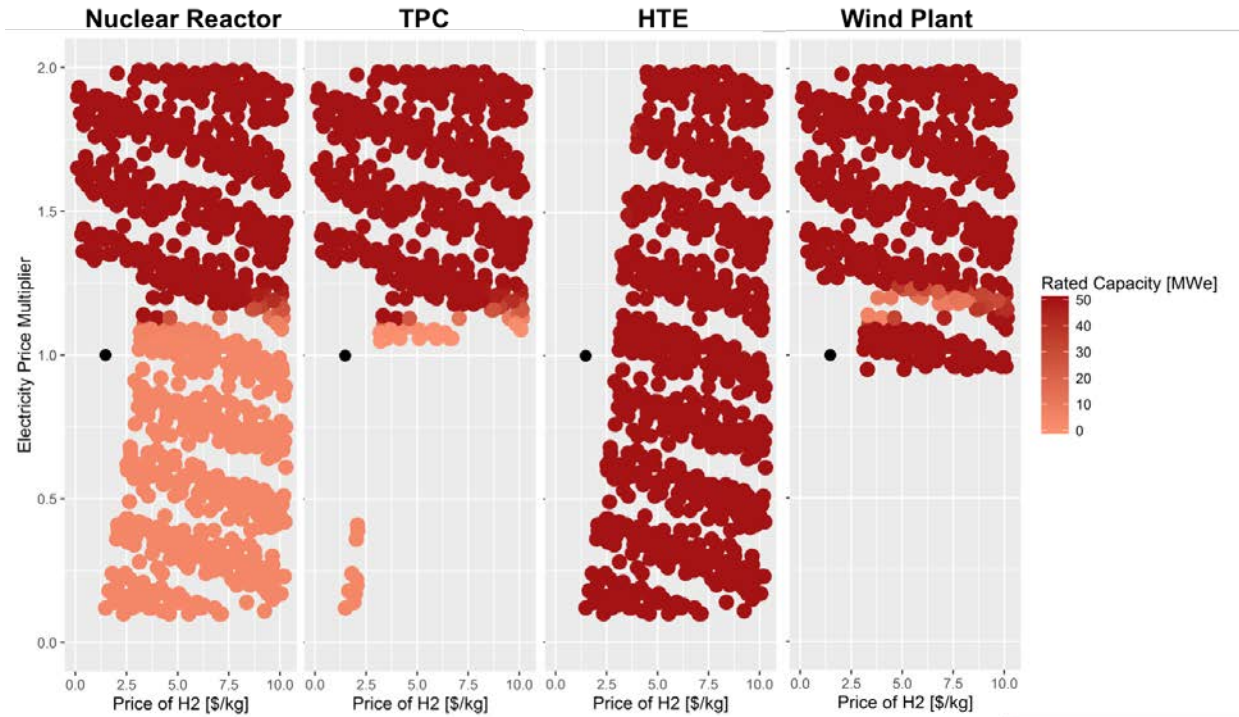 Nuclear Reactor TPC HTE Wind Plant
2.0
1.5
1.0
0.5
0.0
Electricity Price Multiplier
0.0 2.5 5.0 7.5 10.0 0.0 2.5 5.0 7.5 10.0 0.0 2.5 5.0 7.5 10.0 0.0 2.5 5.0 7.5 10.0
Price of H2 [$/kg] Price of H2 [$/kg] Price of H2 [$/kg] Price of H2 [$/kg]
Rated Capacity [MWe]
50
40
30
20
10
0